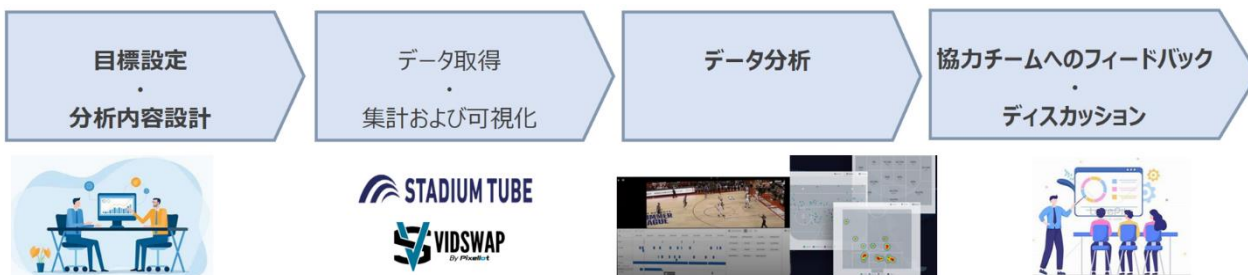 目標設定
・
分析内容設計
データ取得
・
集計および可視化
データ分析
協力チームへのフィードバック
・
ディスカッション
STADIUM TUBE
VIDSWAP
By Pixellot